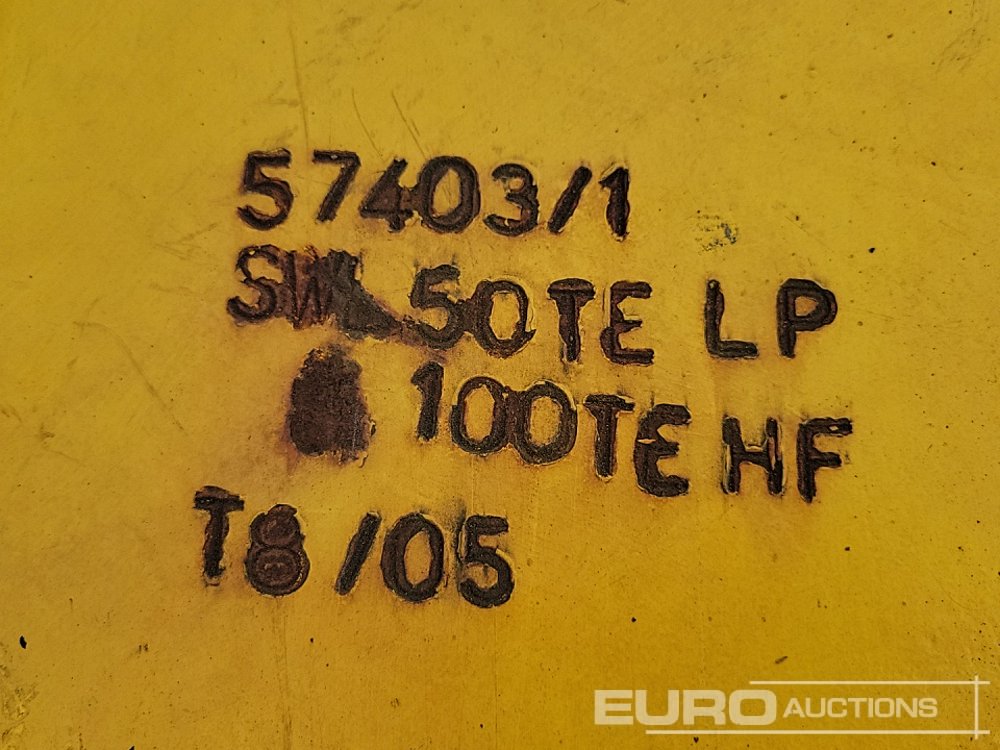 57403/1
SWL 50TE LP
100TE HF
T8/05
EURO AUCTIONS